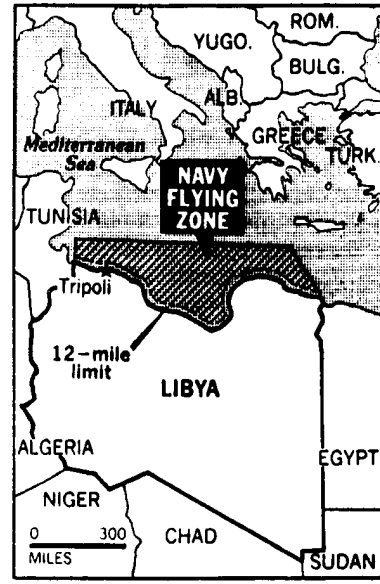 ROM.
YUGO.
BULG.
ITALY
ALB.
GREECE
TURK.
Mediterranean
Sea
NAVY
FLYING
ZONE
TUNISIA
Tripoli
12-mile
limit
LIBYA
ALGERIA
EGYPT
NIGER
CHAD
SUDAN
0 300
MILES